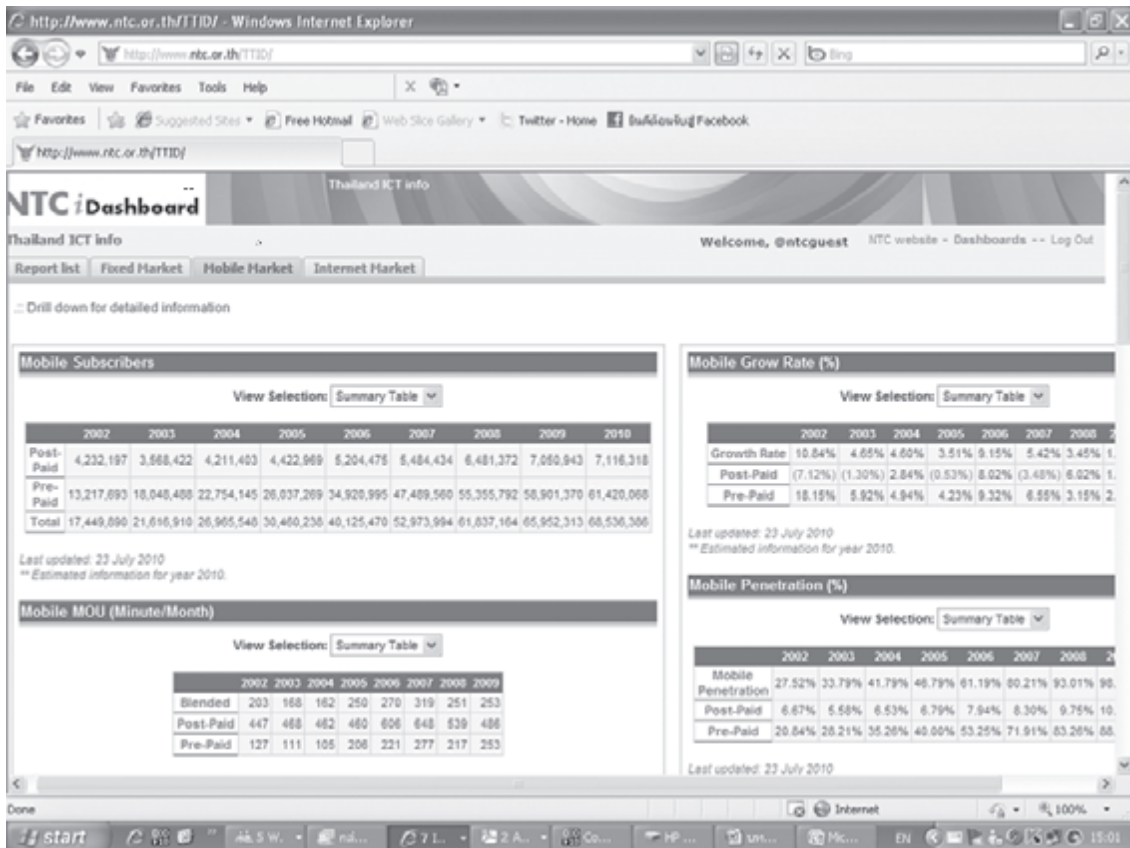 http://www.ntc.or.th/TTID/ - Windows Internet Explorer
http://www.ntc.or.th/TTID/
Bing
File Edit View Favorites Tools Help
Favorites Suggested Sites Free Hotmail Web Slice Gallery Twitter - Home Facebook
http://www.ntc.or.th/TTID/
NTC iDashboard
Thailand ICT info
Thailand ICT info
Welcome, @ntcguest NTC website - Dashboards -- Log Out
Report list Fixed Market Mobile Market Internet Market
.:: Drill down for detailed information
Mobile Subscribers
View Selection: Summary Table
2002 2003 2004 2005 2006 2007 2008 2009 2010
Post-Paid 4,232,197 3,568,422 4,211,403 4,422,969 5,204,475 5,484,434 6,481,372 7,050,943 7,116,318
Pre-Paid 13,217,693 18,048,488 22,754,145 26,037,269 34,920,995 47,489,560 55,355,792 58,901,370 61,420,068
Total 17,449,890 21,616,910 26,965,548 30,460,238 40,125,470 52,973,994 61,837,164 65,952,313 68,536,386
Last updated: 23 July 2010
** Estimated information for year 2010.
Mobile MOU (Minute/Month)
View Selection: Summary Table
2002 2003 2004 2005 2006 2007 2008 2009
Blended 203 168 162 250 270 319 251 253
Post-Paid 447 468 462 460 606 648 539 486
Pre-Paid 127 111 105 206 221 277 217 253
Mobile Grow Rate (%)
View Selection: Summary Table
2002 2003 2004 2005 2006 2007 2008 2
Growth Rate 10.84% 4.65% 4.60% 3.51% 9.15% 5.42% 3.45% 1.
Post-Paid (7.12%) (1.30%) 2.84% (0.53%) 8.02% (3.48%) 6.02% 1.
Pre-Paid 18.15% 5.92% 4.94% 4.23% 9.32% 6.55% 3.15% 2.
Last updated: 23 July 2010
** Estimated information for year 2010.
Mobile Penetration (%)
View Selection: Summary Table
2002 2003 2004 2005 2006 2007 2008 2
Mobile Penetration 27.52% 33.79% 41.79% 46.79% 61.19% 80.21% 93.01% 98.
Post-Paid 6.67% 5.58% 6.53% 6.79% 7.94% 8.30% 9.75% 10.
Pre-Paid 20.84% 28.21% 35.26% 40.00% 53.25% 71.91% 83.26% 88.
Last updated: 23 July 2010
Done Internet 100%
start 5 W... 7 I... 2 A... Co... HP ... Mc... EN 15:01